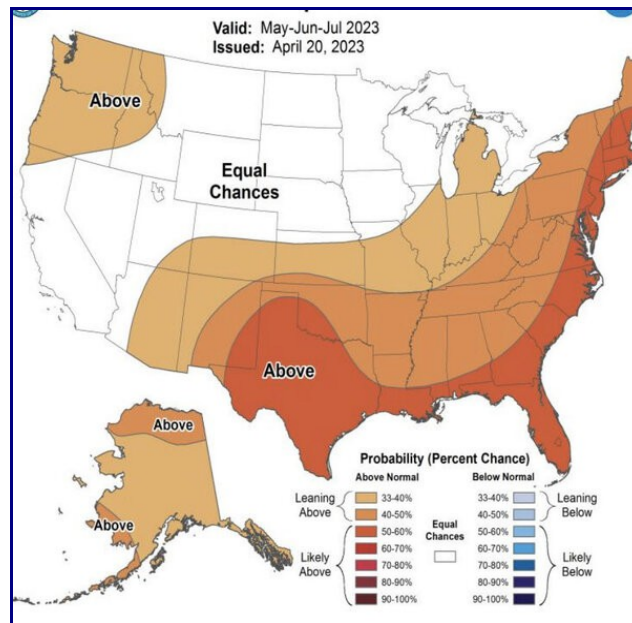 Valid: May-Jun-Jul 2023
Issued: April 20, 2023
Above
Equal
Chances
Above
Above
Above
Probability (Percent Chance)
Above Normal
Below Normal
Leaning
Above
33-40%
40-50%
Likely
Above
50-60%
60-70%
70-80%
80-90%
90-100%
Equal
Chances
33-40%
40-50%
Leaning
Below
50-60%
60-70%
70-80%
80-90%
90-100%
Likely
Below